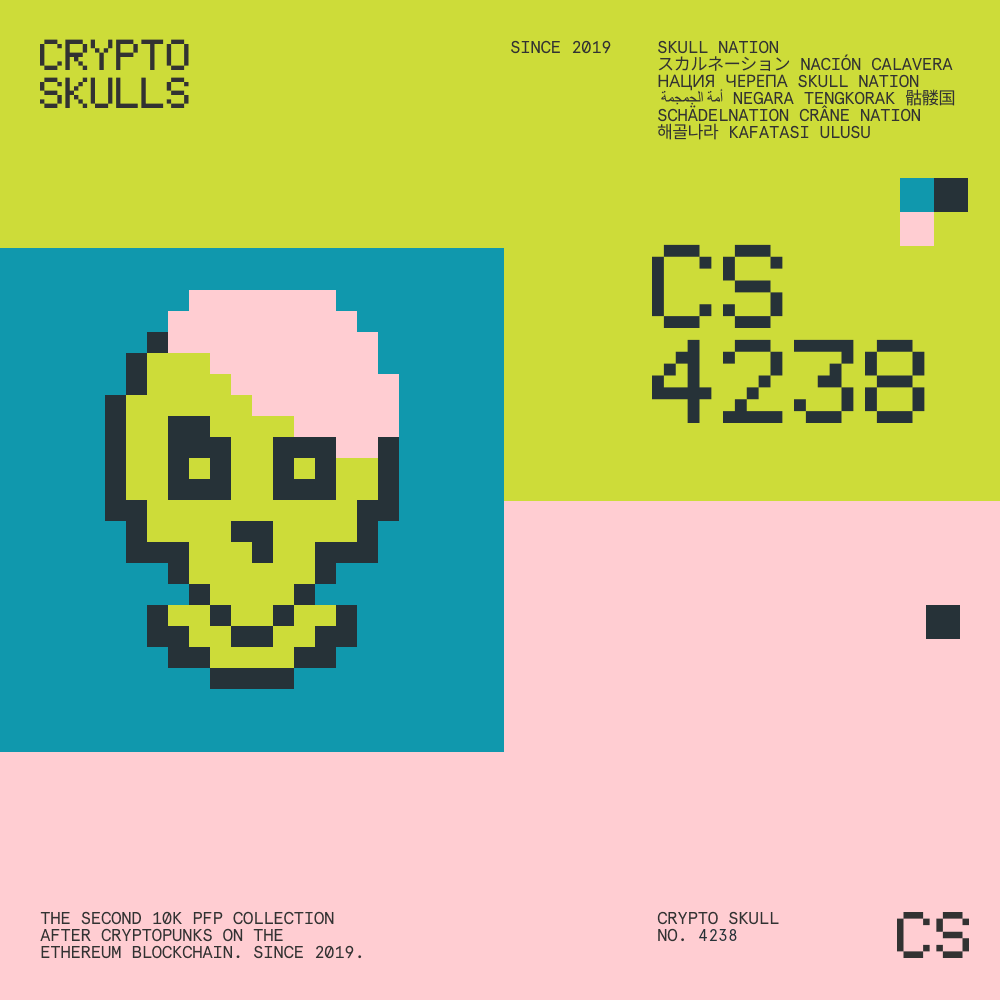 CRYPTO
SKULLS
SINCE 2019
SKULL NATION
スカルネーション NACIÓN CALAVERA
НАЦИЯ ЧЕРЕПА SKULL NATION
أمة الجمجمة NEGARA TENGKORAK 骷髅国
SCHÄDELNATION CRÂNE NATION
해골나라 KAFATASI ULUSU
CS
4238
THE SECOND 10K PFP COLLECTION
AFTER CRYPTOPUNKS ON THE
ETHEREUM BLOCKCHAIN. SINCE 2019.
CRYPTO SKULL
NO. 4238
CS